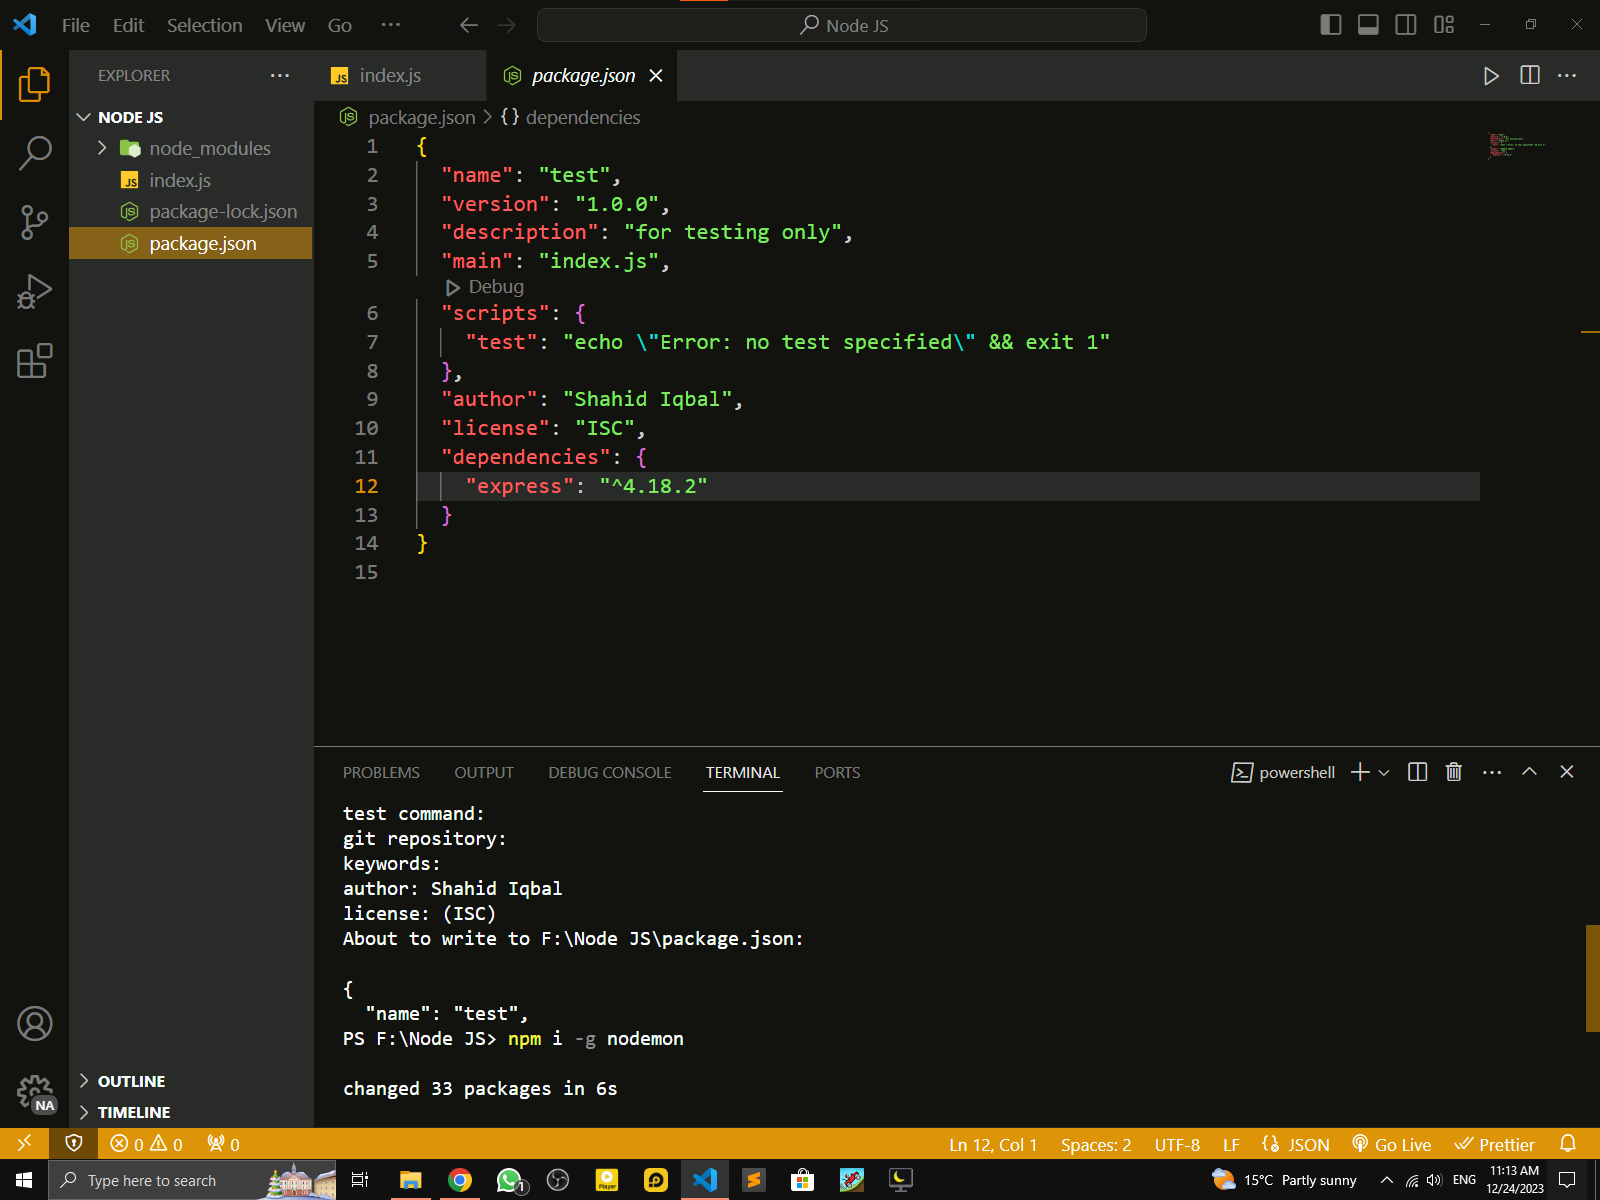 File Edit Selection View Go ··· Node JS
EXPLORER ···
NODE JS
node_modules
index.js
package-lock.json
package.json
OUTLINE
TIMELINE
index.js package.json
package.json > {} dependencies
1 {
2 "name": "test",
3 "version": "1.0.0",
4 "description": "for testing only",
5 "main": "index.js",
Debug
6 "scripts": {
7 "test": "echo \"Error: no test specified\" && exit 1"
8 },
9 "author": "Shahid Iqbal",
10 "license": "ISC",
11 "dependencies": {
12 "express": "^4.18.2"
13 }
14 }
15
PROBLEMS OUTPUT DEBUG CONSOLE TERMINAL PORTS powershell
test command:
git repository:
keywords:
author: Shahid Iqbal
license: (ISC)
About to write to F:\Node JS\package.json:
{
"name": "test",
PS F:\Node JS> npm i -g nodemon
changed 33 packages in 6s
NA
0 0 0 Ln 12, Col 1 Spaces: 2 UTF-8 LF JSON Go Live Prettier
Type here to search 1 15°C Partly sunny ENG 11:13 AM
12/24/2023